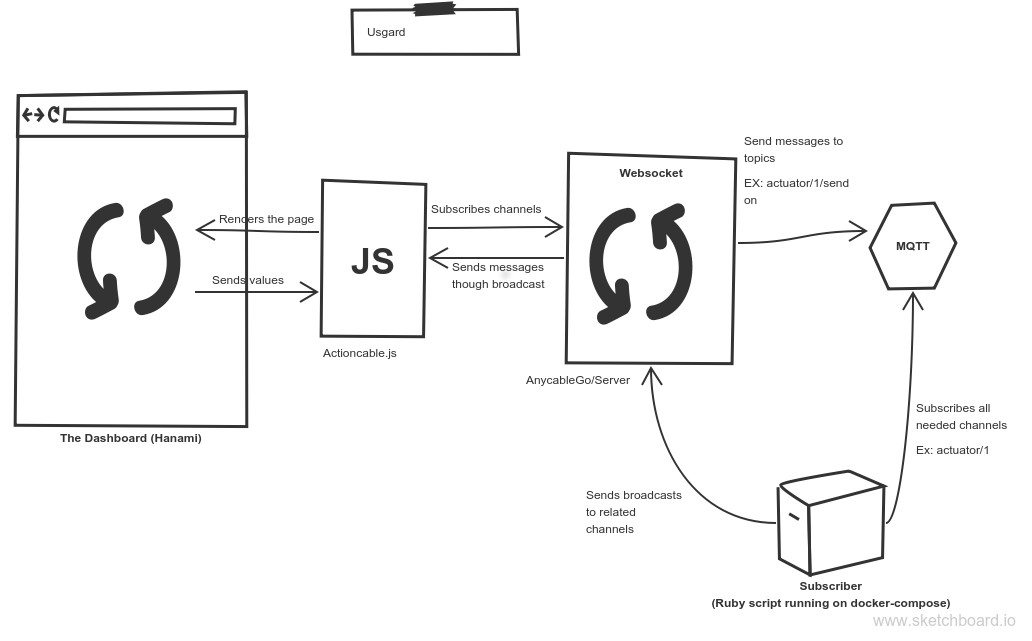 Usgard
Websocket
Send messages to
topics
EX: actuator/1/send
on
Renders the page
Subscribes channels
JS
MQTT
Sends messages
though broadcast
Sends values
Actioncable.js
AnycableGo/Server
The Dashboard (Hanami)
Subscribes all
needed channels
Ex: actuator/1
Sends broadcasts
to related
channels
Subscriber
(Ruby script running on docker-compose)
www.sketchboard.io